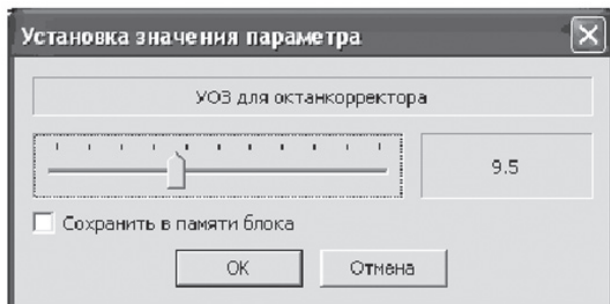 Установка значения параметра
УОЗ для октанкорректора
9.5
Сохранить в памяти блока
OK Отмена